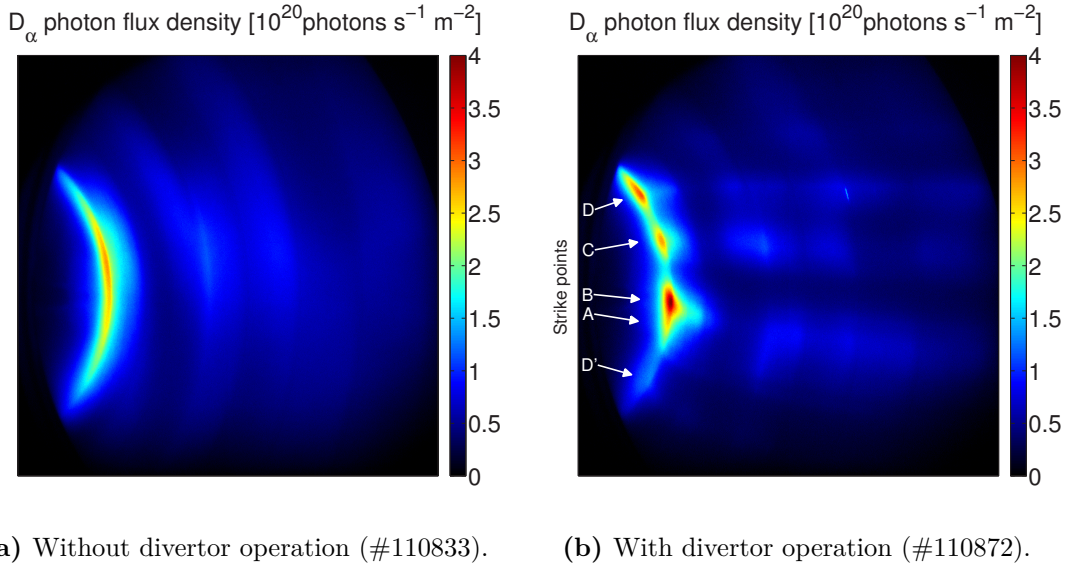 D_α photon flux density [10^20 photons s^−1 m^−2]
4
3.5
3
2.5
2
1.5
1
0.5
0
a) Without divertor operation (#110833).
D_α photon flux density [10^20 photons s^−1 m^−2]
Strike points
D
C
B
A
D'
4
3.5
3
2.5
2
1.5
1
0.5
0
(b) With divertor operation (#110872).